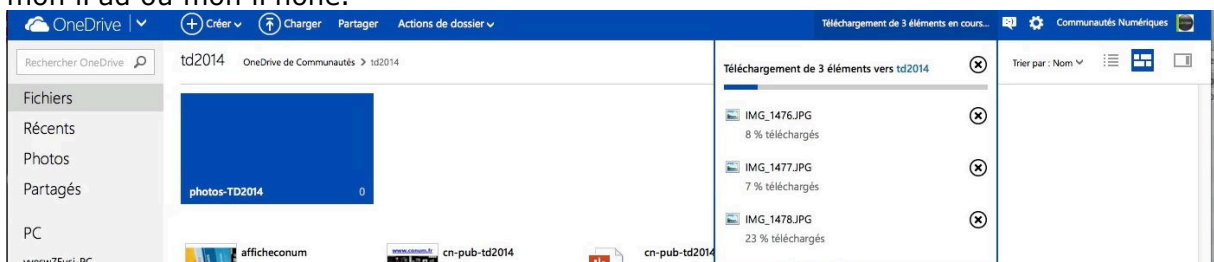 OneDrive
Créer
Charger
Partager
Actions de dossier
Téléchargement de 3 éléments en cours...
Communautés Numériques
Rechercher OneDrive
td2014
OneDrive de Communautés > td2014
Trier par : Nom
Fichiers
Récents
Photos
Partagés
PC
photos-TD2014
0
afficheconum
www.conum.fr
cn-pub-td2014
cn-pub-td2014
Téléchargement de 3 éléments vers td2014
IMG_1476.JPG
8 % téléchargés
IMG_1477.JPG
7 % téléchargés
IMG_1478.JPG
23 % téléchargés